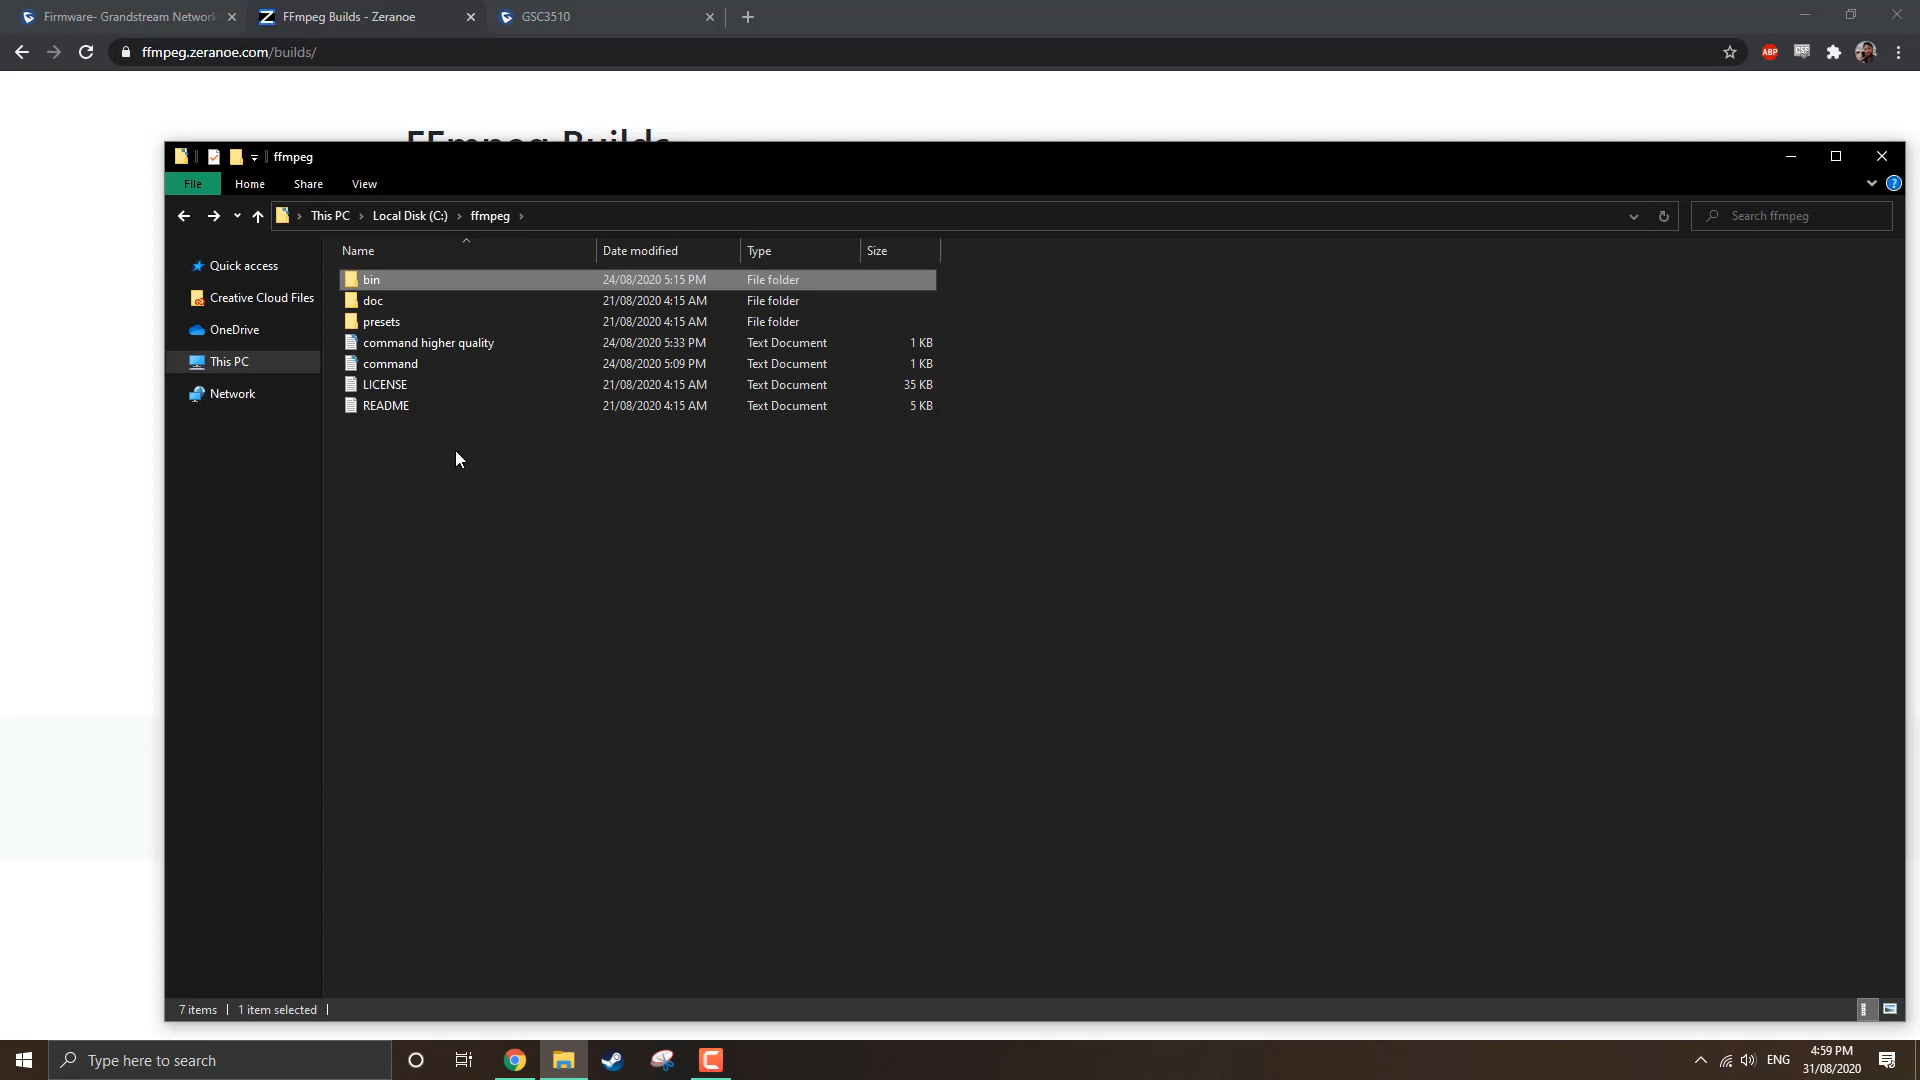 Firmware- Grandstream Network
FFmpeg Builds - Zeranoe
GSC3510
ffmpeg.zeranoe.com/builds/
ABP
CSP
FFmpeg Builds
ffmpeg
File
Home
Share
View
This PC
Local Disk (C:)
ffmpeg
Search ffmpeg
Name
Date modified
Type
Size
Quick access
Creative Cloud Files
OneDrive
This PC
Network
bin 24/08/2020 5:15 PM File folder
doc 21/08/2020 4:15 AM File folder
presets 21/08/2020 4:15 AM File folder
command higher quality 24/08/2020 5:33 PM Text Document 1 KB
command 24/08/2020 5:09 PM Text Document 1 KB
LICENSE 21/08/2020 4:15 AM Text Document 35 KB
README 21/08/2020 4:15 AM Text Document 5 KB
7 items
1 item selected
Type here to search
ENG
4:59 PM
31/08/2020